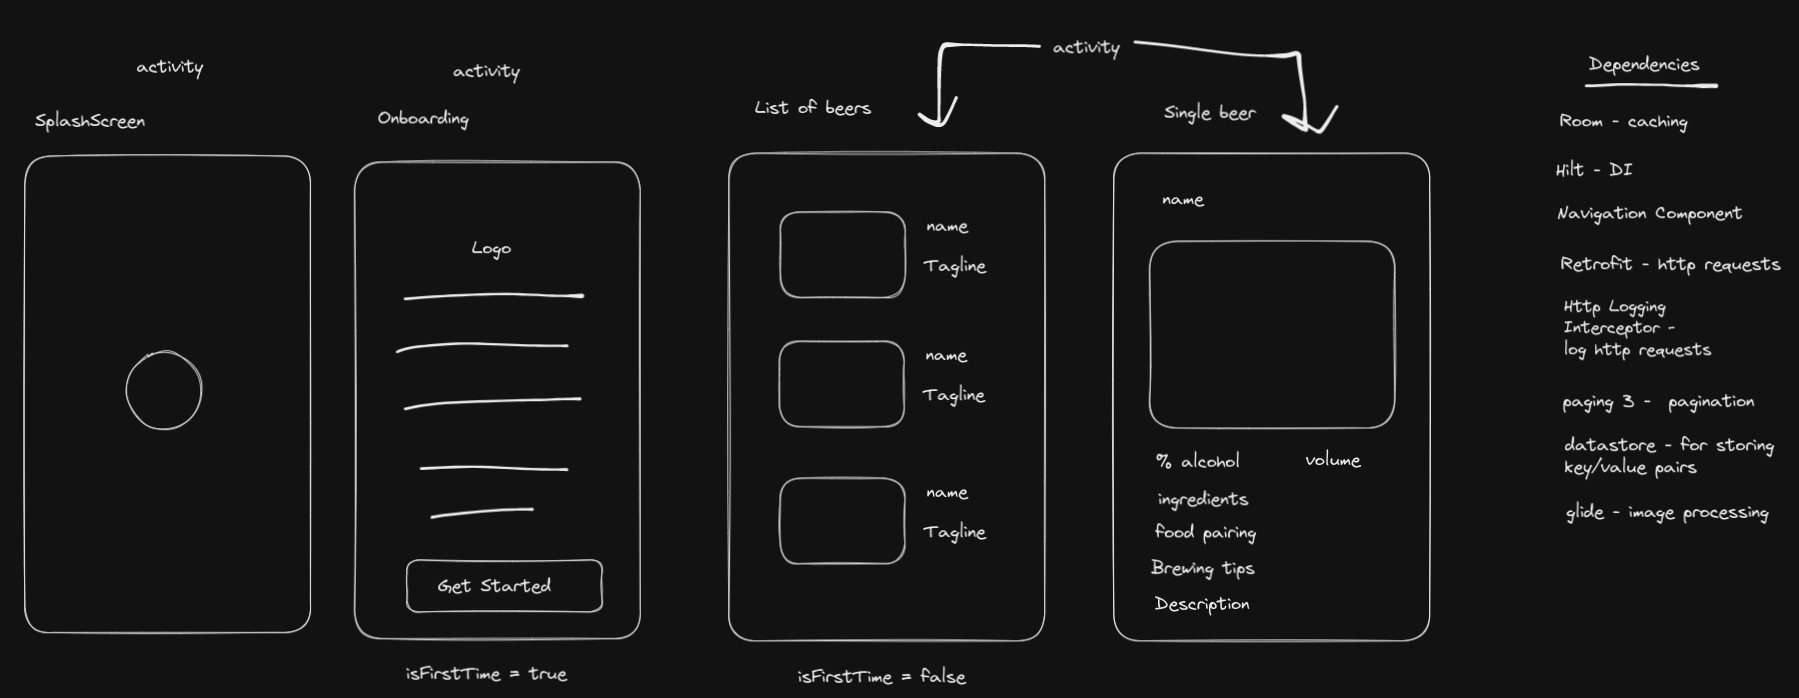 activity
SplashScreen
activity
Onboarding
Logo
Get Started
isFirstTime = true
activity
List of beers
name
Tagline
name
Tagline
name
Tagline
isFirstTime = false
Single beer
name
% alcohol
volume
ingredients
food pairing
Brewing tips
Description
Dependencies
Room - caching
Hilt - DI
Navigation Component
Retrofit - http requests
Http Logging
Interceptor -
log http requests
paging 3 - pagination
datastore - for storing
key/value pairs
glide - image processing